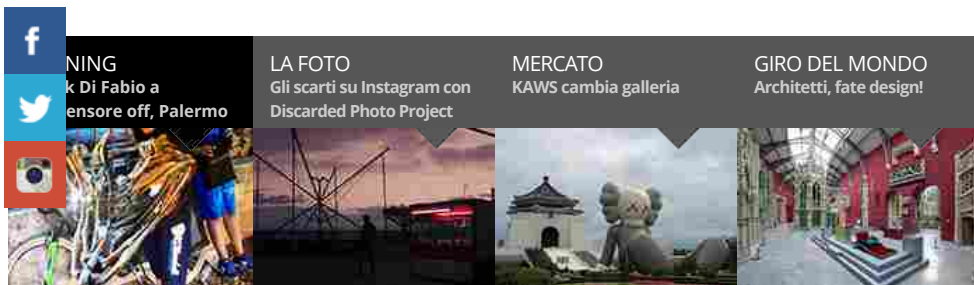 NING
k Di Fabio a
ensore off, Palermo
LA FOTO
Gli scarti su Instagram con
Discarded Photo Project
MERCATO
KAWS cambia galleria
GIRO DEL MONDO
Architetti, fate design!